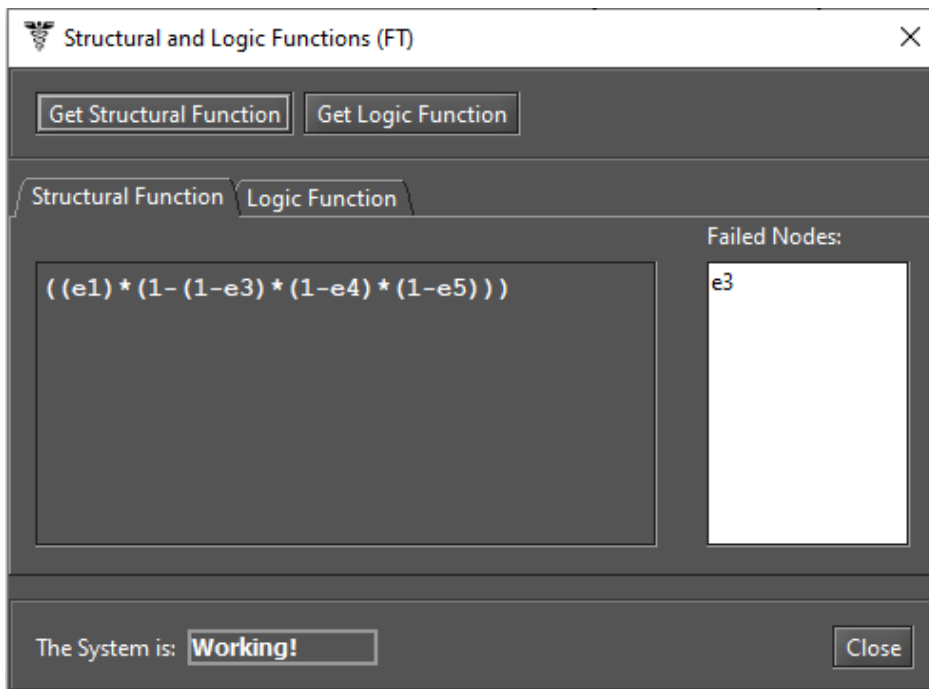 Structural and Logic Functions (FT)
Get Structural Function Get Logic Function
Structural Function Logic Function
Failed Nodes:
((e1)*(1-(1-e3)*(1-e4)*(1-e5)))
e3
The System is: Working!
Close